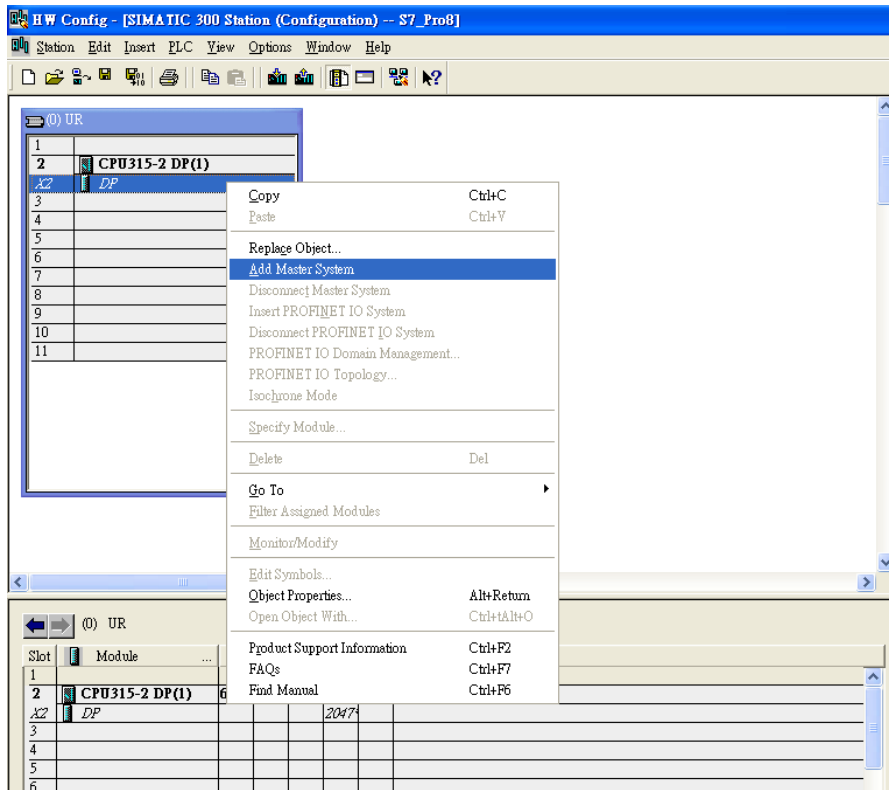 HW Config - [SIMATIC 300 Station (Configuration) -- S7_Pro8]
Station Edit Insert PLC View Options Window Help
(0) UR
1
2 CPU315-2 DP(1)
X2 DP
3
4
5
6
7
8
9
10
11
Copy Ctrl+C
Paste Ctrl+V
Replace Object...
Add Master System
Disconnect Master System
Insert PROFINET IO System
Disconnect PROFINET IO System
PROFINET IO Domain Management...
PROFINET IO Topology...
Isochrone Mode
Specify Module...
Delete Del
Go To
Filter Assigned Modules
Monitor/Modify
Edit Symbols...
Object Properties... Alt+Return
Open Object With... Ctrl+tAlt+O
Product Support Information Ctrl+F2
FAQs Ctrl+F7
Find Manual Ctrl+F6
(0) UR
Slot Module ...
1
2 CPU315-2 DP(1) 6
X2 DP 2047
3
4
5
6